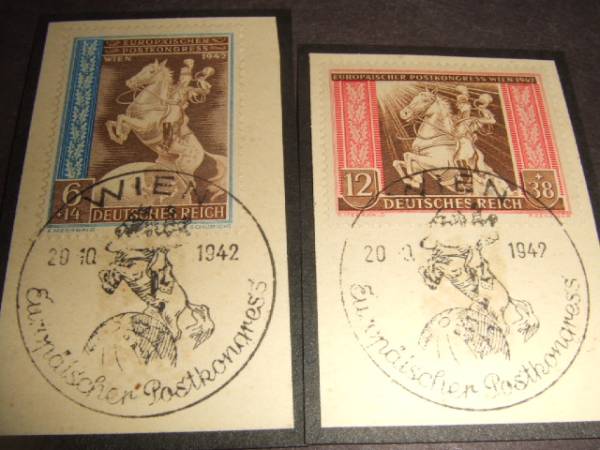 EUROPÄISCHER
POSTKONGRESS
WIEN 1942
6
+14
DEUTSCHES REICH
WIEN
20.10. 1942
Europäischer Postkongress
EUROPÄISCHER POSTKONGRESS WIEN 1942
12 +38
DEUTSCHES REICH
WIEN
20 1942
Europäischer Postkongress